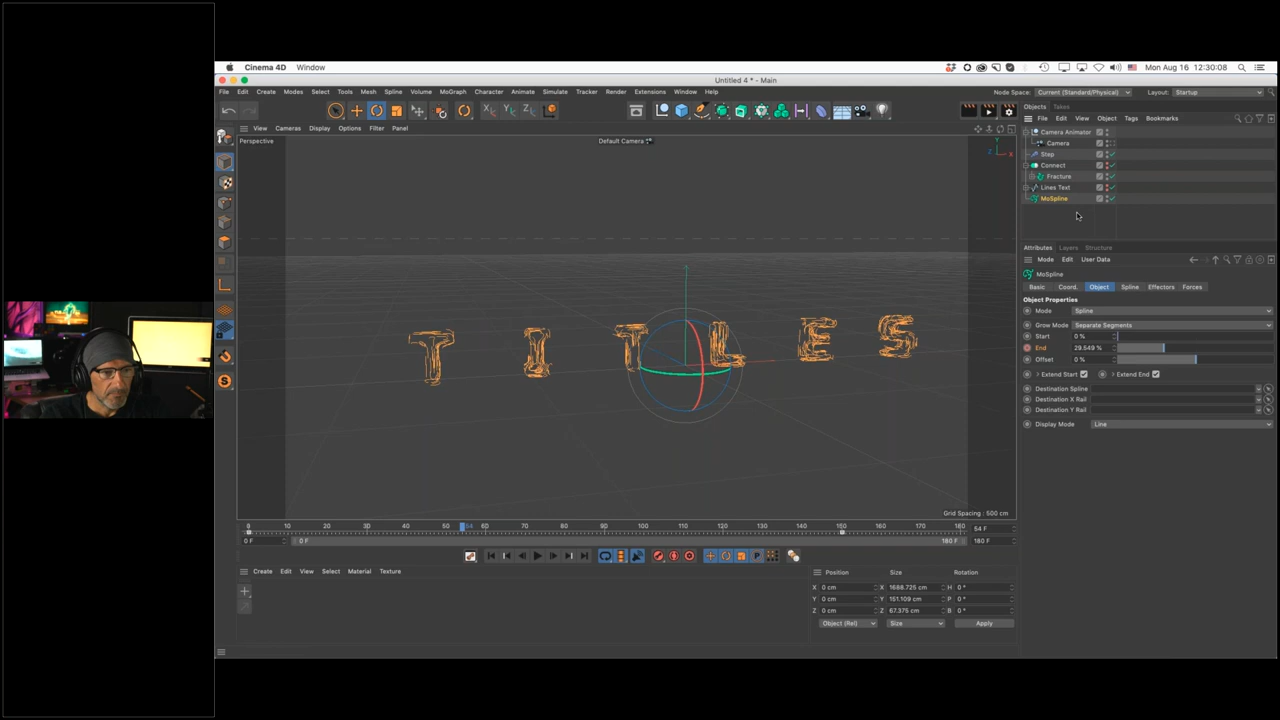 Cinema 4D Window
Mon Aug 16 12:30:08
Untitled 4 * - Main
File Edit Create Modes Select Tools Mesh Spline Volume MoGraph Character Animate Simulate Tracker Render Extensions Window Help
Node Space: Current (Standard/Physical) Layout: Startup
Objects Takes
File Edit View Object Tags Bookmarks
View Cameras Display Options Filter Panel
Perspective Default Camera
Camera Animator
Camera
Step
Connect
Fracture
Lines Text
MoSpline
X Y Z
Y
Z X
Attributes Layers Structure
Mode Edit User Data
MoSpline
Basic Coord. Object Spline Effectors Forces
Object Properties
Mode Spline
Grow Mode Separate Segments
Start 0 %
End 29.549 %
Offset 0 %
Extend Start Extend End
Destination Spline
Destination X Rail
Destination Y Rail
Display Mode Line
T I T L E S
Grid Spacing : 500 cm
0 10 20 30 40 50 54 60 70 80 90 100 110 120 130 140 150 160 170 180 54 F
0 F 0 F 180 F 180 F
P
Create Edit View Select Material Texture
Position Size Rotation
X 0 cm X 1688.725 cm H 0 °
Y 0 cm Y 151.109 cm P 0 °
Z 0 cm Z 67.375 cm B 0 °
Object (Rel) Size Apply